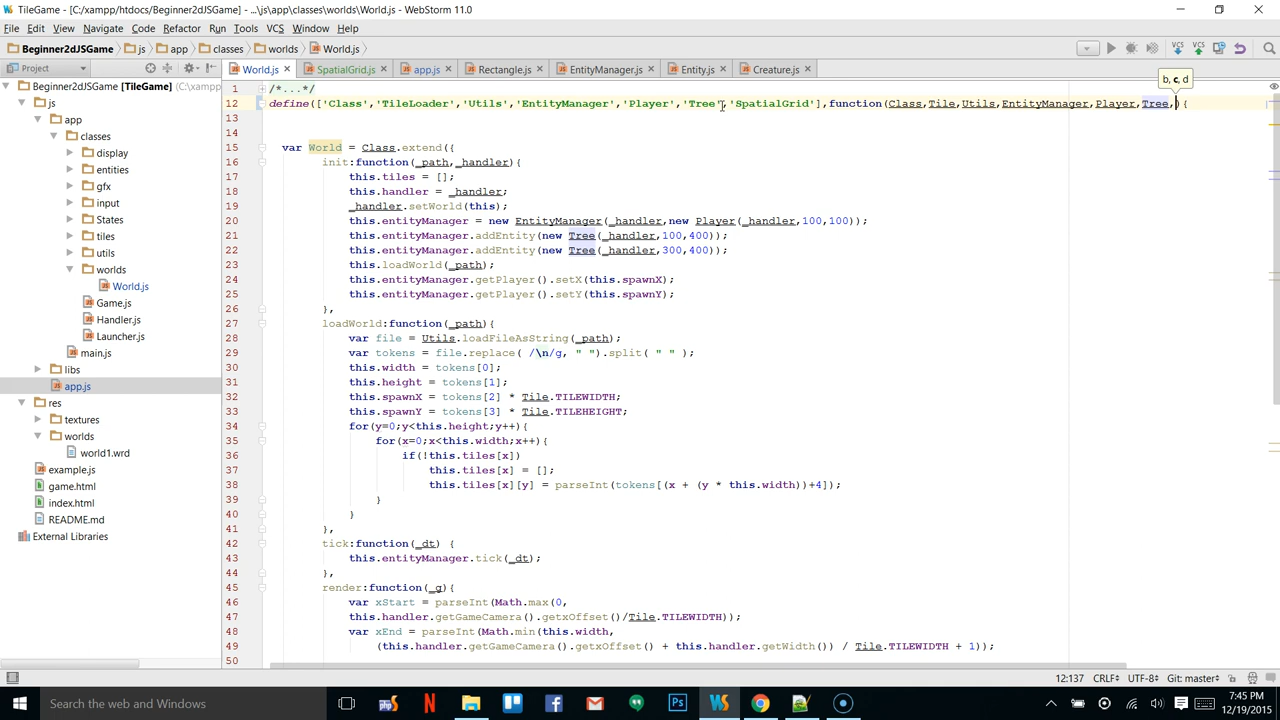 TileGame - [C:/xampp/htdocs/Beginner2dJSGame] - ...\js\app\classes\worlds\World.js - WebStorm 11.0
File Edit View Navigate Code Refactor Run Tools VCS Window Help
Beginner2dJSGame js app classes worlds World.js
Project
World.js SpatialGrid.js app.js Rectangle.js EntityManager.js Entity.js Creature.js
b, c, d
Beginner2dJSGame [TileGame] (C:\xampp
js
app
classes
display
entities
gfx
input
States
tiles
utils
worlds
World.js
Game.js
Handler.js
Launcher.js
main.js
libs
app.js
res
textures
worlds
world1.wrd
example.js
game.html
index.html
README.md
External Libraries
1 /*...*/
12 define(['Class','TileLoader','Utils','EntityManager','Player','Tree','SpatialGrid'],function(Class,Tile,Utils,EntityManager,Player,Tree,){
13
14
15 var World = Class.extend({
16 init:function(_path,_handler){
17 this.tiles = [];
18 this.handler = _handler;
19 _handler.setWorld(this);
20 this.entityManager = new EntityManager(_handler,new Player(_handler,100,100));
21 this.entityManager.addEntity(new Tree(_handler,100,400));
22 this.entityManager.addEntity(new Tree(_handler,300,400));
23 this.loadWorld(_path);
24 this.entityManager.getPlayer().setX(this.spawnX);
25 this.entityManager.getPlayer().setY(this.spawnY);
26 },
27 loadWorld:function(_path){
28 var file = Utils.loadFileAsString(_path);
29 var tokens = file.replace( /\n/g, " ").split( " " );
30 this.width = tokens[0];
31 this.height = tokens[1];
32 this.spawnX = tokens[2] * Tile.TILEWIDTH;
33 this.spawnY = tokens[3] * Tile.TILEHEIGHT;
34 for(y=0;y<this.height;y++){
35 for(x=0;x<this.width;x++){
36 if(!this.tiles[x])
37 this.tiles[x] = [];
38 this.tiles[x][y] = parseInt(tokens[(x + (y * this.width))+4]);
39 }
40 }
41 },
42 tick:function(_dt) {
43 this.entityManager.tick(_dt);
44 },
45 render:function(_g){
46 var xStart = parseInt(Math.max(0,
47 this.handler.getGameCamera().getxOffset()/Tile.TILEWIDTH));
48 var xEnd = parseInt(Math.min(this.width,
49 (this.handler.getGameCamera().getxOffset() + this.handler.getWidth()) / Tile.TILEWIDTH + 1));
50
12:137 CRLF÷ UTF-8÷ Git: master÷
Search the web and Windows
7:45 PM
12/19/2015